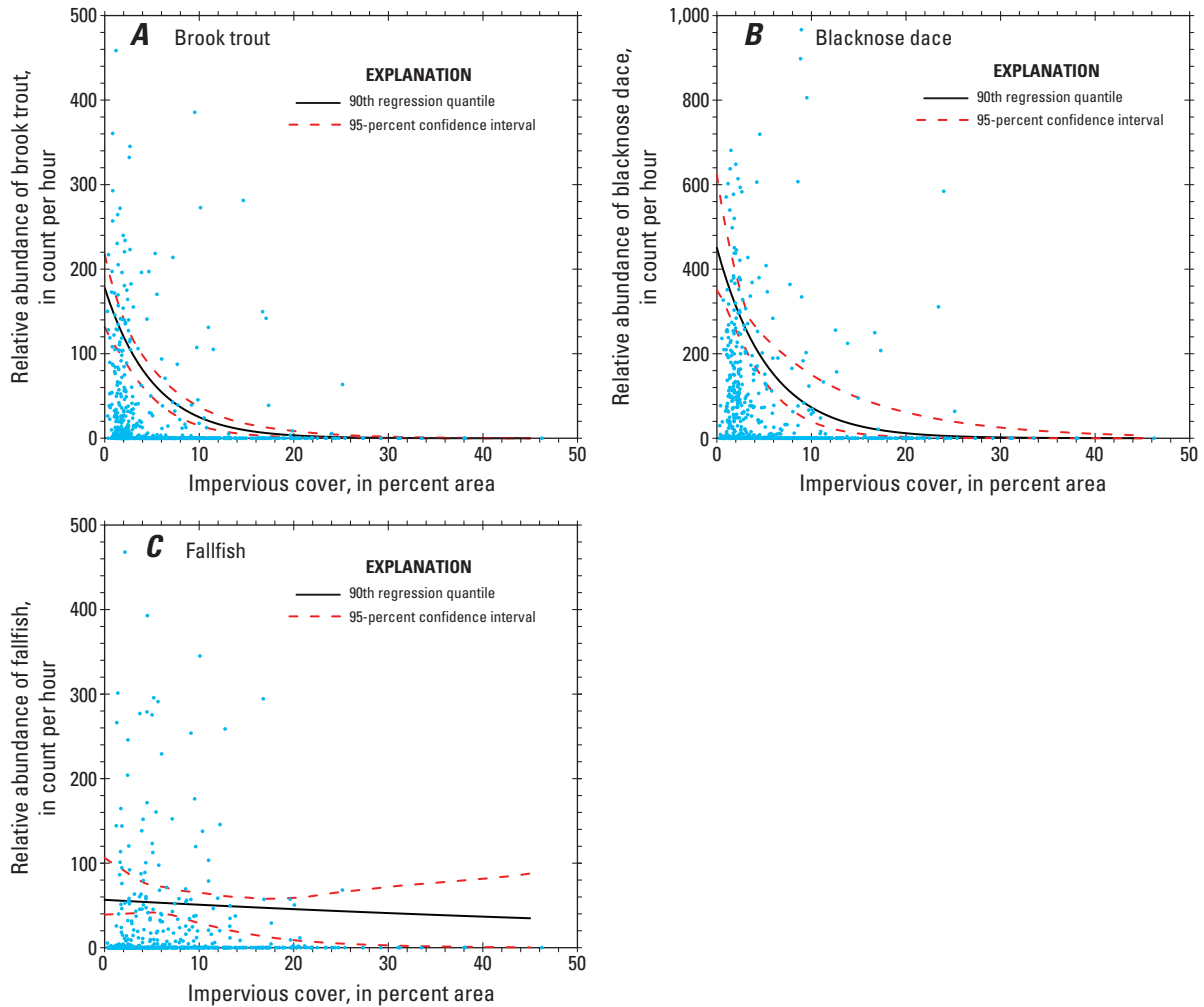 A Brook trout
EXPLANATION
90th regression quantile
95-percent confidence interval
Relative abundance of brook trout,
in count per hour
500
400
300
200
100
0
0 10 20 30 40 50
Impervious cover, in percent area
B Blacknose dace
EXPLANATION
90th regression quantile
95-percent confidence interval
Relative abundance of blacknose dace,
in count per hour
1,000
800
600
400
200
0
0 10 20 30 40 50
Impervious cover, in percent area
C Fallfish
EXPLANATION
90th regression quantile
95-percent confidence interval
Relative abundance of fallfish,
in count per hour
500
400
300
200
100
0
0 10 20 30 40 50
Impervious cover, in percent area